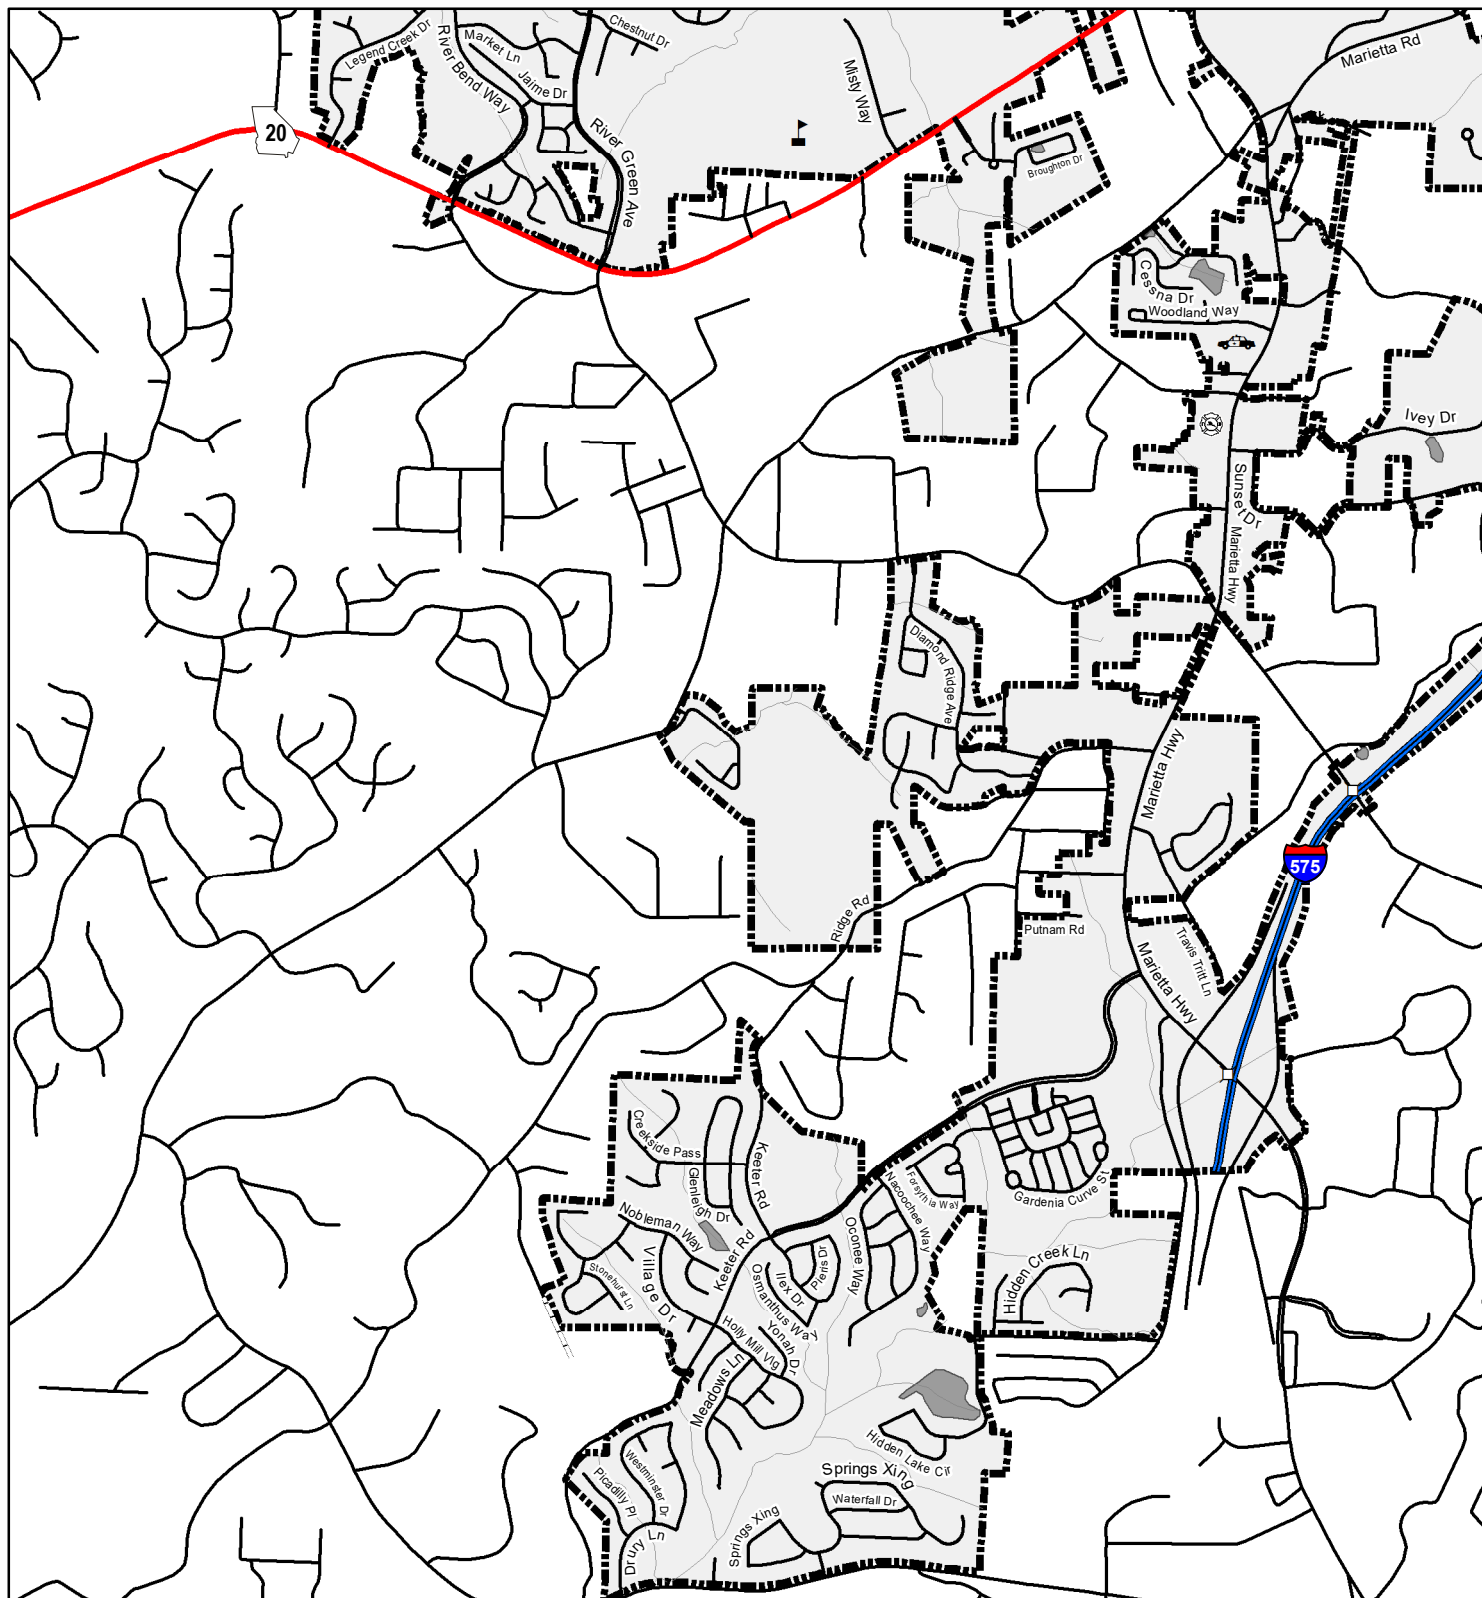 Legend Creek Dr
River Bend Way
Market Ln
Jaime Dr
Chestnut Dr
River Green Ave
Misty Way
Marietta Rd
20
Broughton Dr
Cessna Dr
Woodland Way
Ivey Dr
Sunset Dr
Marietta Hwy
Diamond Ridge Ave
Marietta Hwy
575
Ridge Rd
Putnam Rd
Travis Tritt Ln
Marietta Hwy
Creekside Pass
Keeter Rd
Glenleigh Dr
Nobleman Way
Forsythia Way
Nacoochee Way
Gardenia Curve St
Oconee Way
Keeter Rd
Pieris Dr
Ilex Dr
Osmanthus Way
Village Dr
Stonehurst Ln
Hidden Creek Ln
Yonah Dr
Holly Mill Vlg
Meadows Ln
Hidden Lake Cir
Springs Xing
Westminster Dr
Picadilly Pl
Waterfall Dr
Springs Xing
Drury Ln